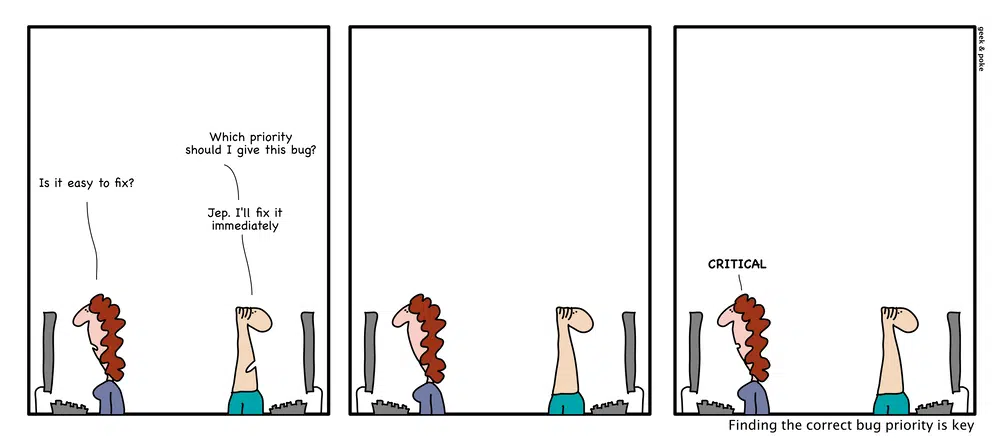 Which priority
should I give this bug?
Is it easy to fix?
Jep. I'll fix it
immediately
CRITICAL
geek & poke
Finding the correct bug priority is key